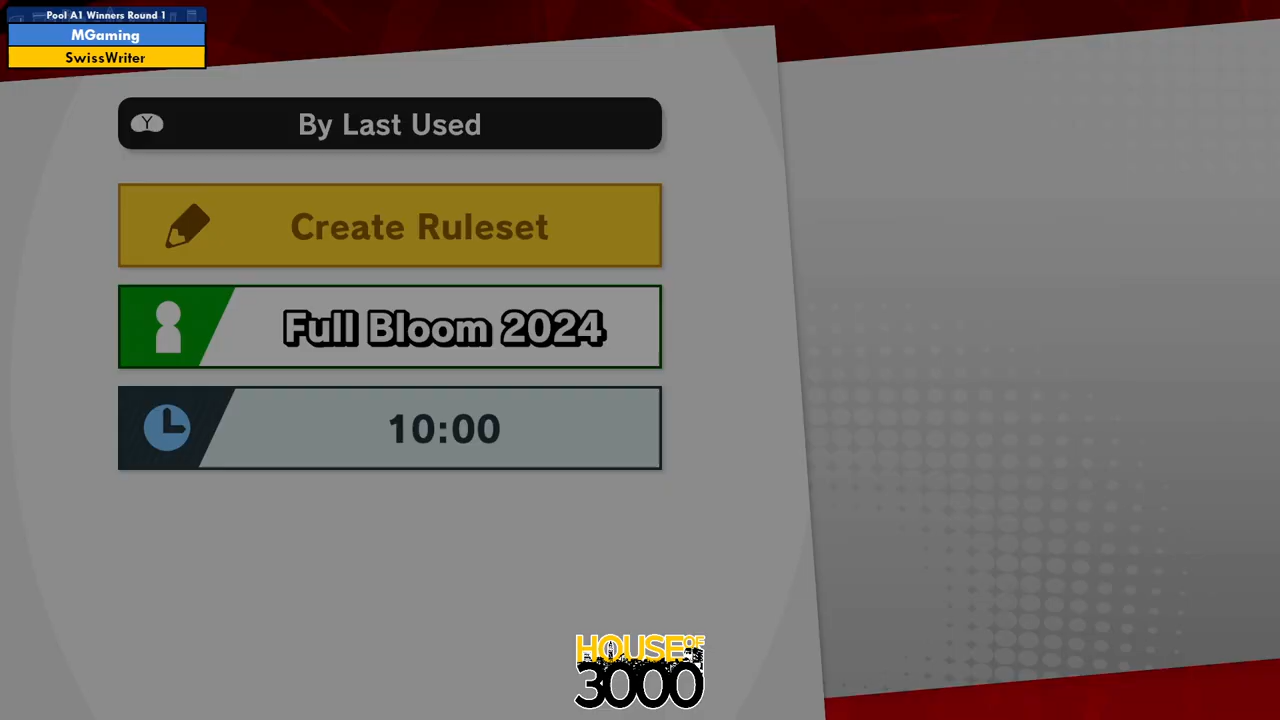 Pool A1 Winners Round 1
MGaming
SwissWriter
Y By Last Used
Create Ruleset
Full Bloom 2024
10:00
HOUSE OF
3000